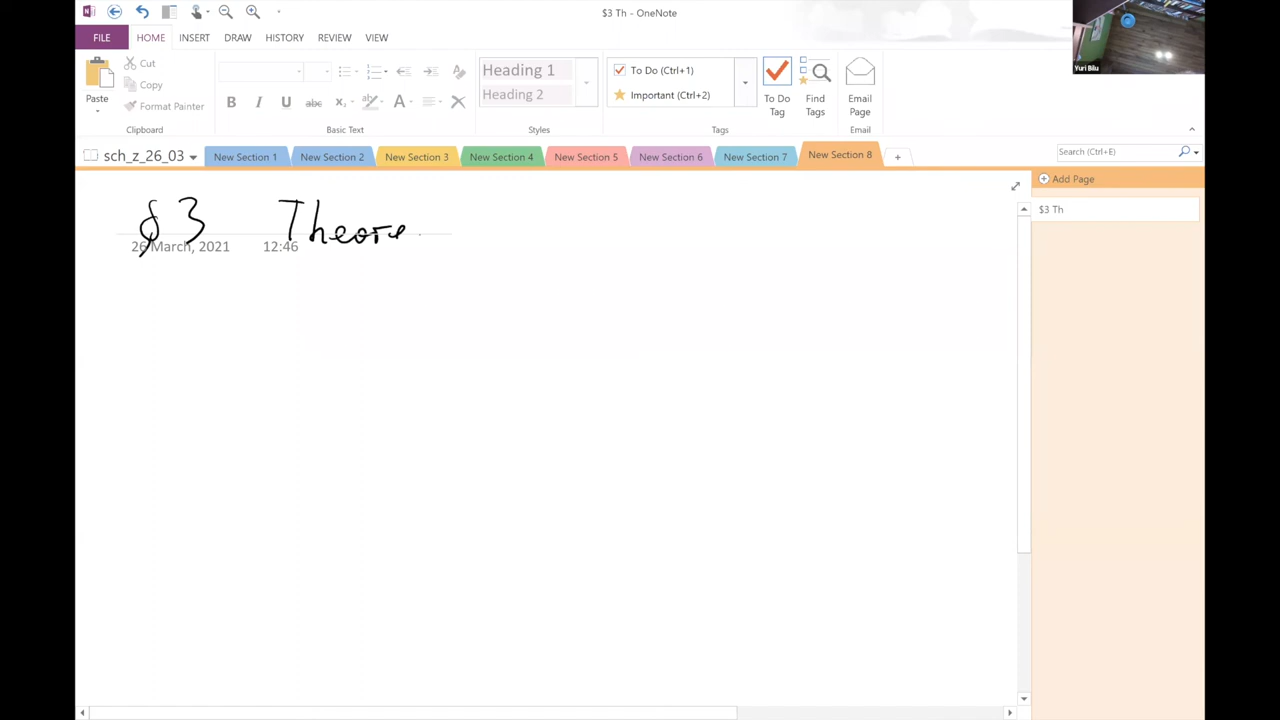 $3 Th - OneNote
FILE HOME INSERT DRAW HISTORY REVIEW VIEW
Yuri Bilu
Paste
Cut
Copy
Format Painter
Clipboard
B I U abc x₂ A
Basic Text
Heading 1
Heading 2
Styles
To Do (Ctrl+1)
Important (Ctrl+2)
Tags
To Do Tag
Find Tags
Email Page
Email
sch_z_26_03 New Section 1 New Section 2 New Section 3 New Section 4 New Section 5 New Section 6 New Section 7 New Section 8 + Search (Ctrl+E)
Add Page
$3 Th
§3 Theore
26 March, 2021 12:46